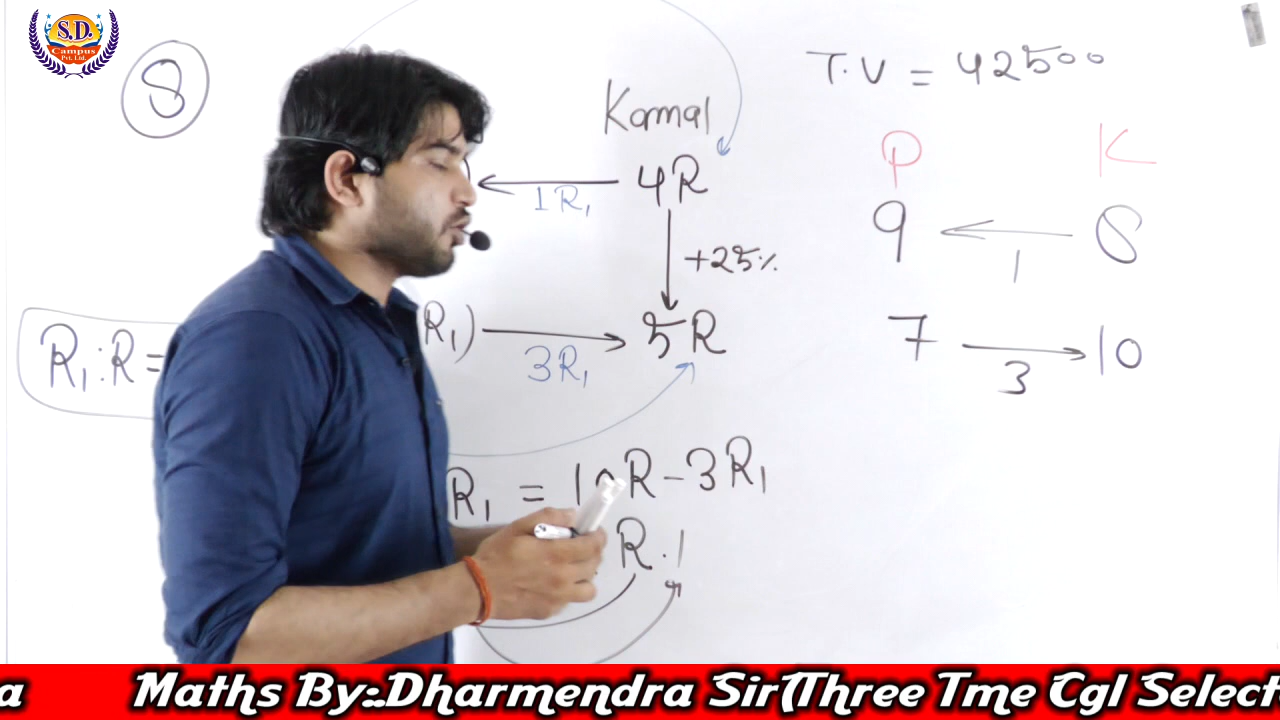 S.D.
Campus
Pvt. Ltd.
8
Kamal
4R
1R₁
+25%
R₁)
3R₁
5R
R₁:R=
R₁ = 10R-3R₁
R.1
T.V = 42500
P K
9 8
1
7 10
3
a Maths By:.Dharmendra Sir(Three Tme Cgl Select